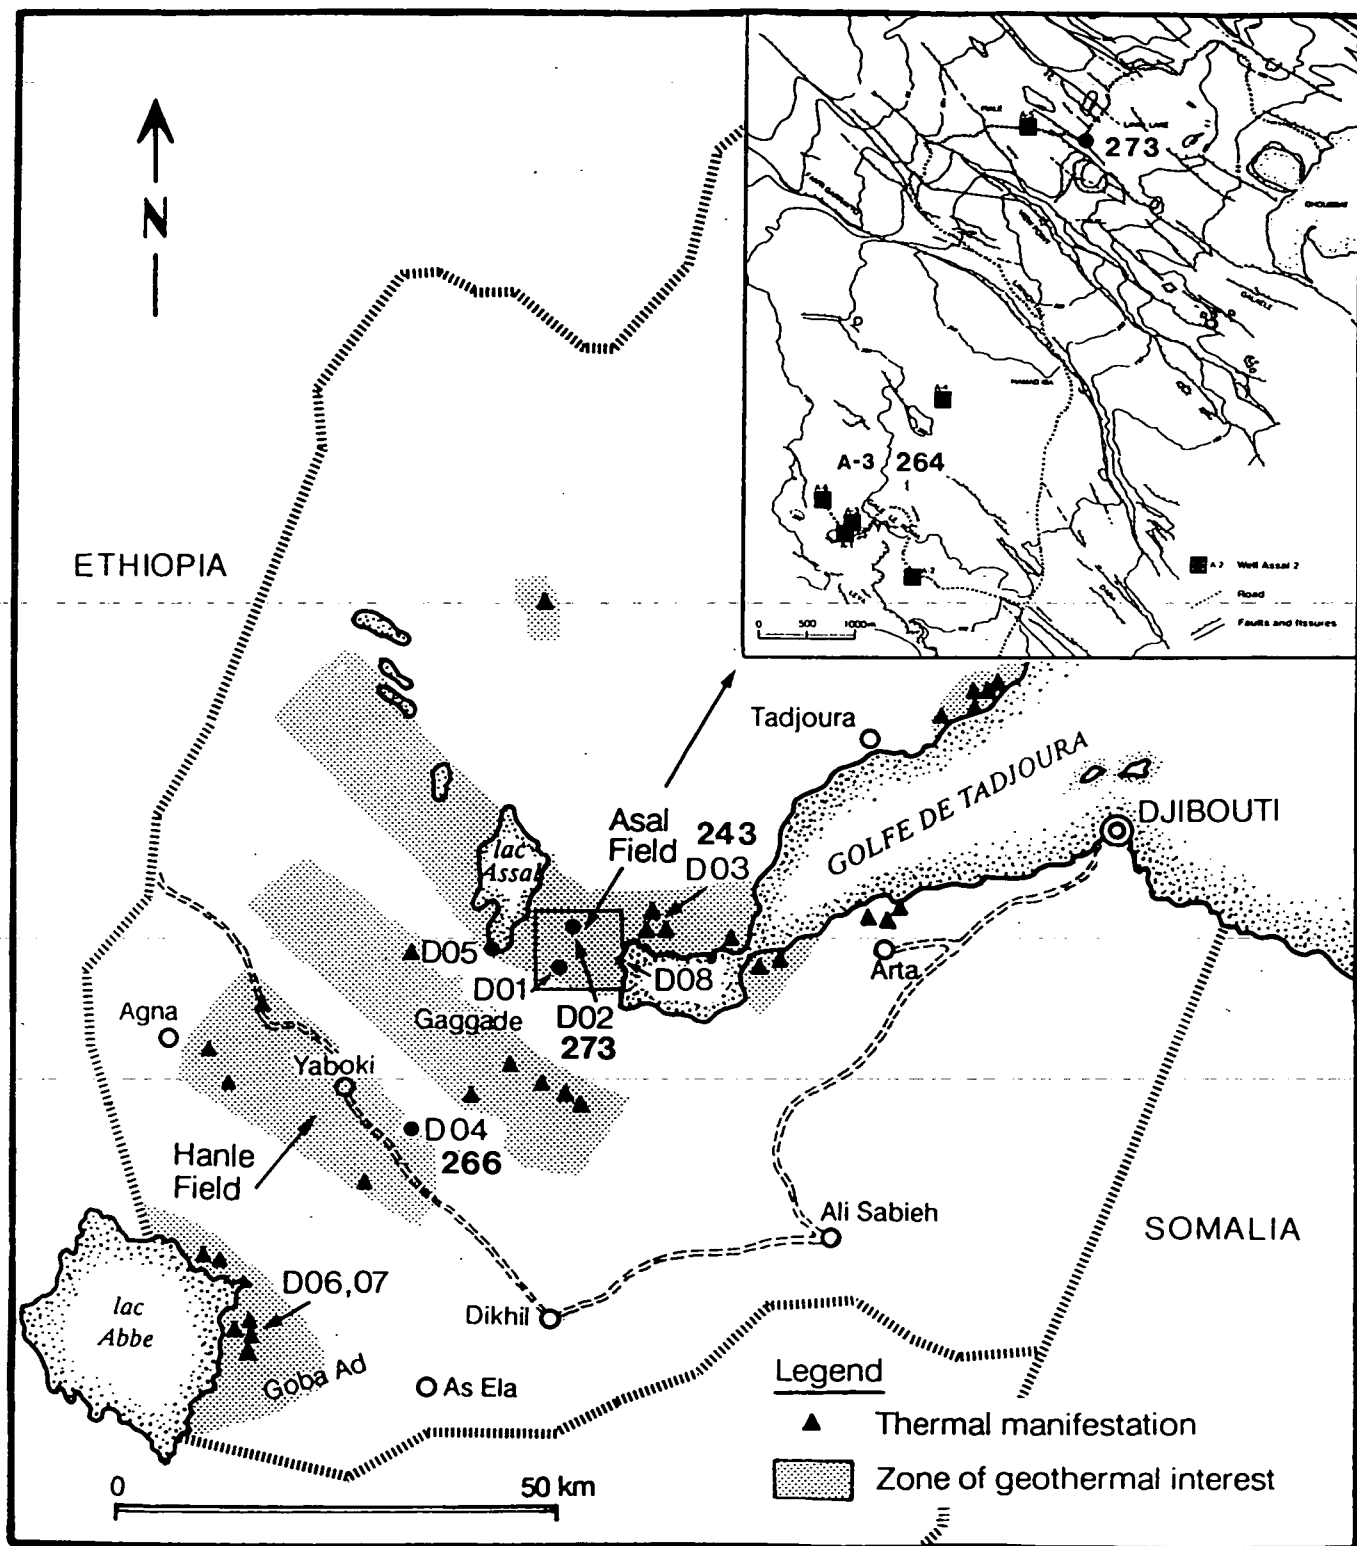 N
ETHIOPIA
273
A-4
A-3 264
A-2
A 2 Well Assal 2
Road
Faults and fissures
0 500 1000m
Tadjoura
GOLFE DE TADJOURA
DJIBOUTI
Asal
Field
243
D03
lac
Assal
D05
D01
D08
D02
273
Gaggade
Arta
Agna
Yaboki
D04
266
Hanle
Field
Ali Sabieh
SOMALIA
D06,07
lac
Abbe
Goba Ad
Dikhil
As Ela
Legend
Thermal manifestation
Zone of geothermal interest
0 50 km